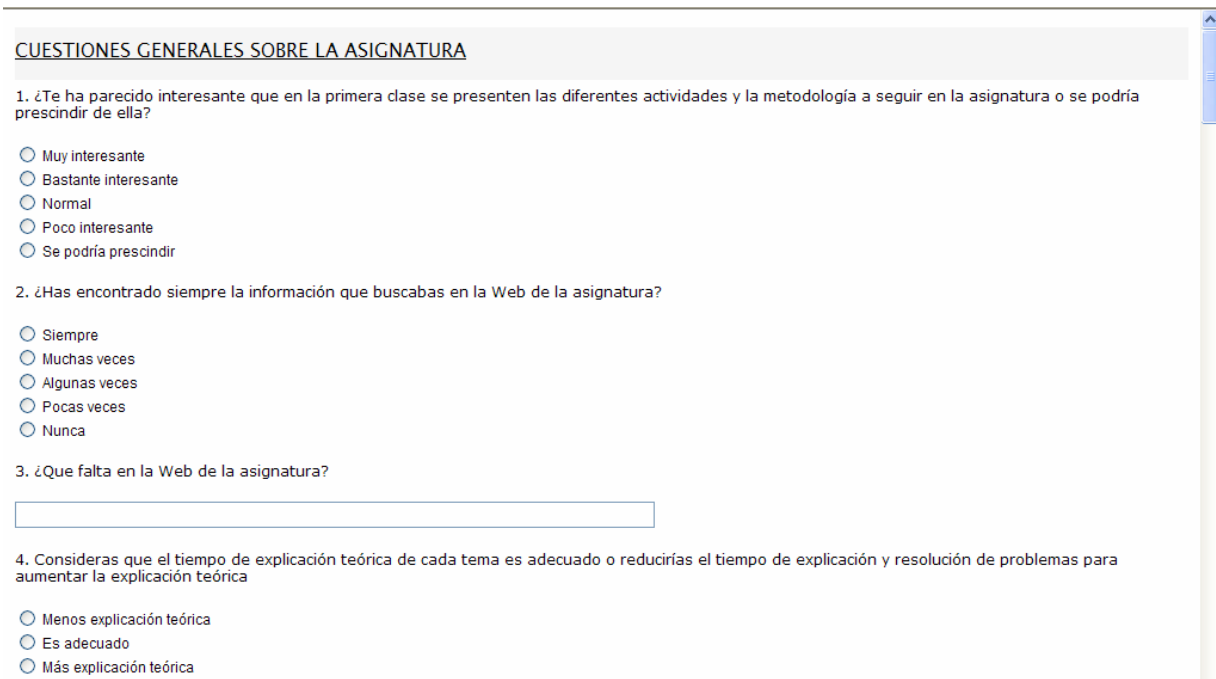 CUESTIONES GENERALES SOBRE LA ASIGNATURA
1. ¿Te ha parecido interesante que en la primera clase se presenten las diferentes actividades y la metodología a seguir en la asignatura o se podría
prescindir de ella?
Muy interesante
Bastante interesante
Normal
Poco interesante
Se podría prescindir
2. ¿Has encontrado siempre la información que buscabas en la Web de la asignatura?
Siempre
Muchas veces
Algunas veces
Pocas veces
Nunca
3. ¿Que falta en la Web de la asignatura?
4. Consideras que el tiempo de explicación teórica de cada tema es adecuado o reducirías el tiempo de explicación y resolución de problemas para
aumentar la explicación teórica
Menos explicación teórica
Es adecuado
Más explicación teórica